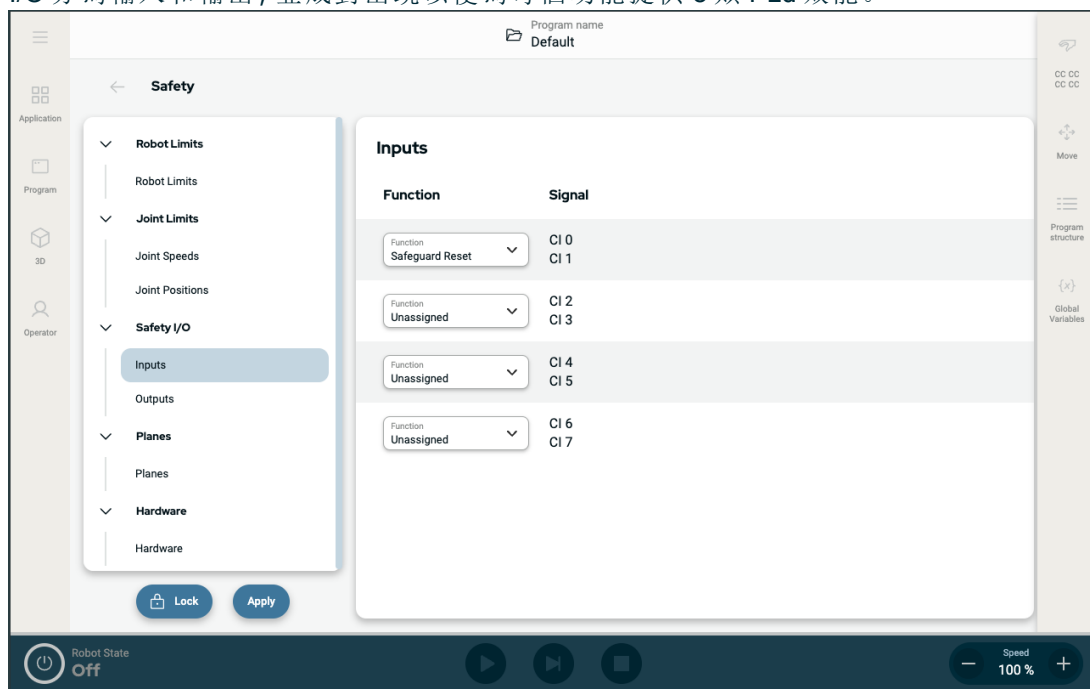 Program name
Default
Application
Program
3D
Operator
Safety
Robot Limits
Robot Limits
Joint Limits
Joint Speeds
Joint Positions
Safety I/O
Inputs
Outputs
Planes
Planes
Hardware
Hardware
Lock
Apply
Inputs
Function Signal
Function
Safeguard Reset
CI 0
CI 1
Function
Unassigned
CI 2
CI 3
Function
Unassigned
CI 4
CI 5
Function
Unassigned
CI 6
CI 7
CC CC
CC CC
Move
Program
structure
{x}
Global
Variables
Robot State
Off
Speed
100 %